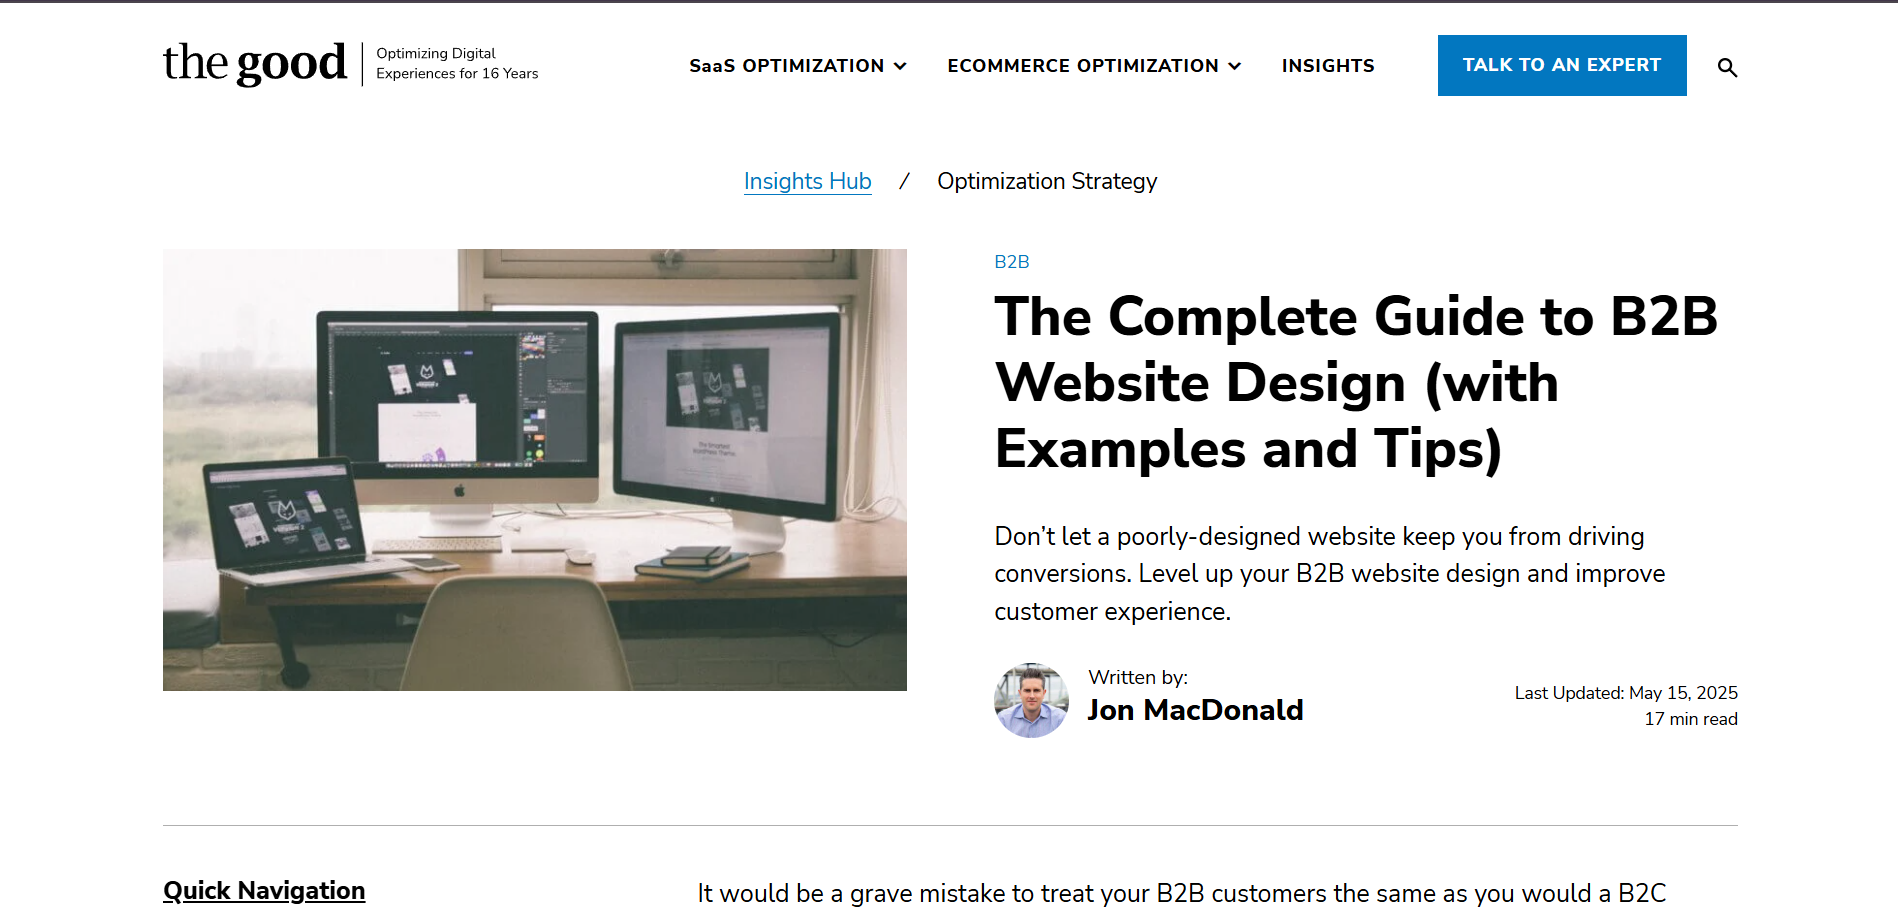 the good
Optimizing Digital
Experiences for 16 Years
SaaS OPTIMIZATION
ECOMMERCE OPTIMIZATION
INSIGHTS
TALK TO AN EXPERT
Insights Hub / Optimization Strategy
B2B
The Complete Guide to B2B
Website Design (with
Examples and Tips)
Don’t let a poorly-designed website keep you from driving
conversions. Level up your B2B website design and improve
customer experience.
Written by:
Jon MacDonald
Last Updated: May 15, 2025
17 min read
Quick Navigation
It would be a grave mistake to treat your B2B customers the same as you would a B2C